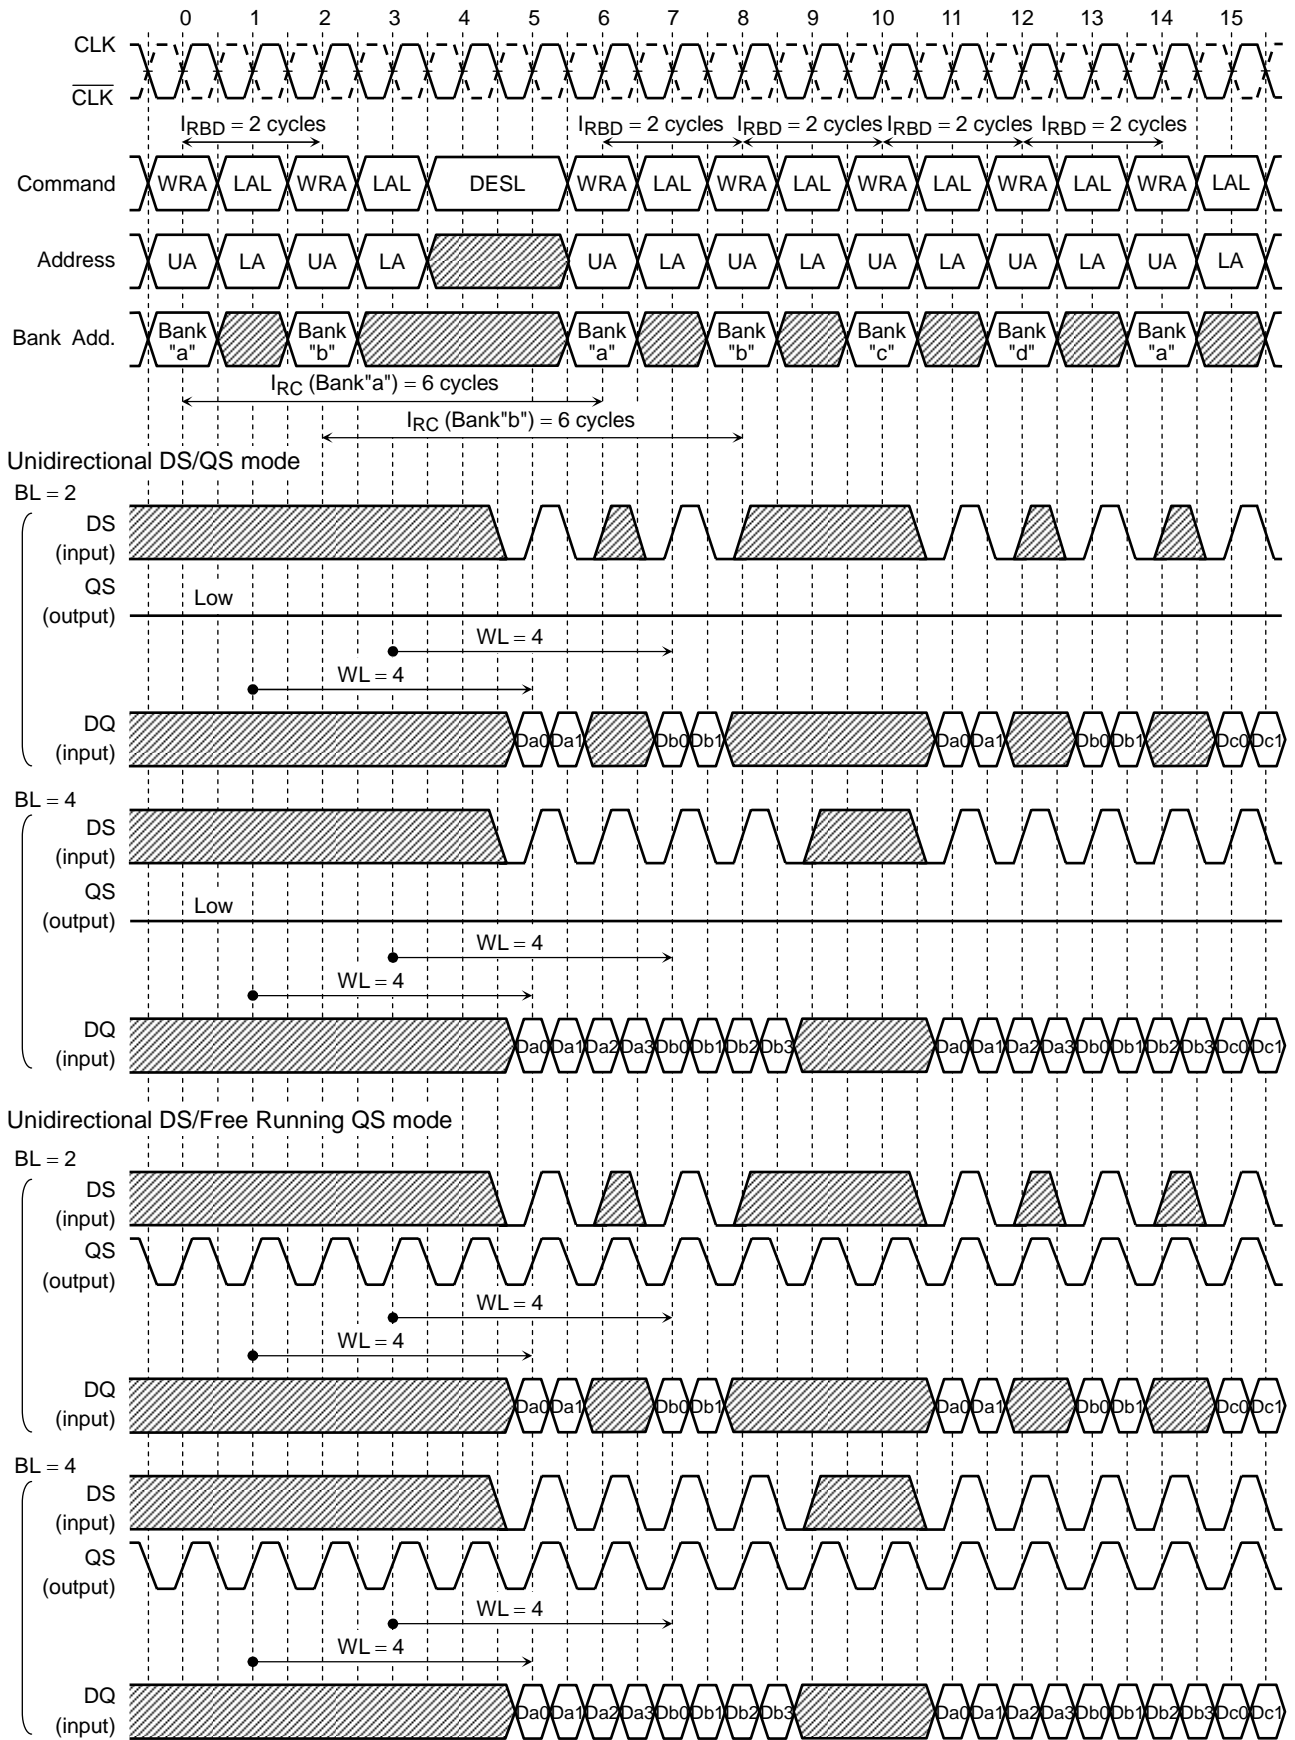 0 1 2 3 4 5 6 7 8 9 10 11 12 13 14 15
CLK
CLK
IRBD = 2 cycles IRBD = 2 cycles IRBD = 2 cycles IRBD = 2 cycles IRBD = 2 cycles
Command WRA LAL WRA LAL DESL WRA LAL WRA LAL WRA LAL WRA LAL WRA LAL
Address UA LA UA LA UA LA UA LA UA LA UA LA UA LA
Bank Add. Bank "a" Bank "b" Bank "a" Bank "b" Bank "c" Bank "d" Bank "a"
IRC (Bank"a") = 6 cycles
IRC (Bank"b") = 6 cycles
Unidirectional DS/QS mode
BL = 2
DS
(input)
QS
(output)
Low
WL = 4
WL = 4
DQ
(input)
Da0 Da1 Db0 Db1 Da0 Da1 Db0 Db1 Dc0 Dc1
BL = 4
DS
(input)
QS
(output)
Low
WL = 4
WL = 4
DQ
(input)
Da0 Da1 Da2 Da3 Db0 Db1 Db2 Db3 Da0 Da1 Da2 Da3 Db0 Db1 Db2 Db3 Dc0 Dc1
Unidirectional DS/Free Running QS mode
BL = 2
DS
(input)
QS
(output)
WL = 4
WL = 4
DQ
(input)
Da0 Da1 Db0 Db1 Da0 Da1 Db0 Db1 Dc0 Dc1
BL = 4
DS
(input)
QS
(output)
WL = 4
WL = 4
DQ
(input)
Da0 Da1 Da2 Da3 Db0 Db1 Db2 Db3 Da0 Da1 Da2 Da3 Db0 Db1 Db2 Db3 Dc0 Dc1